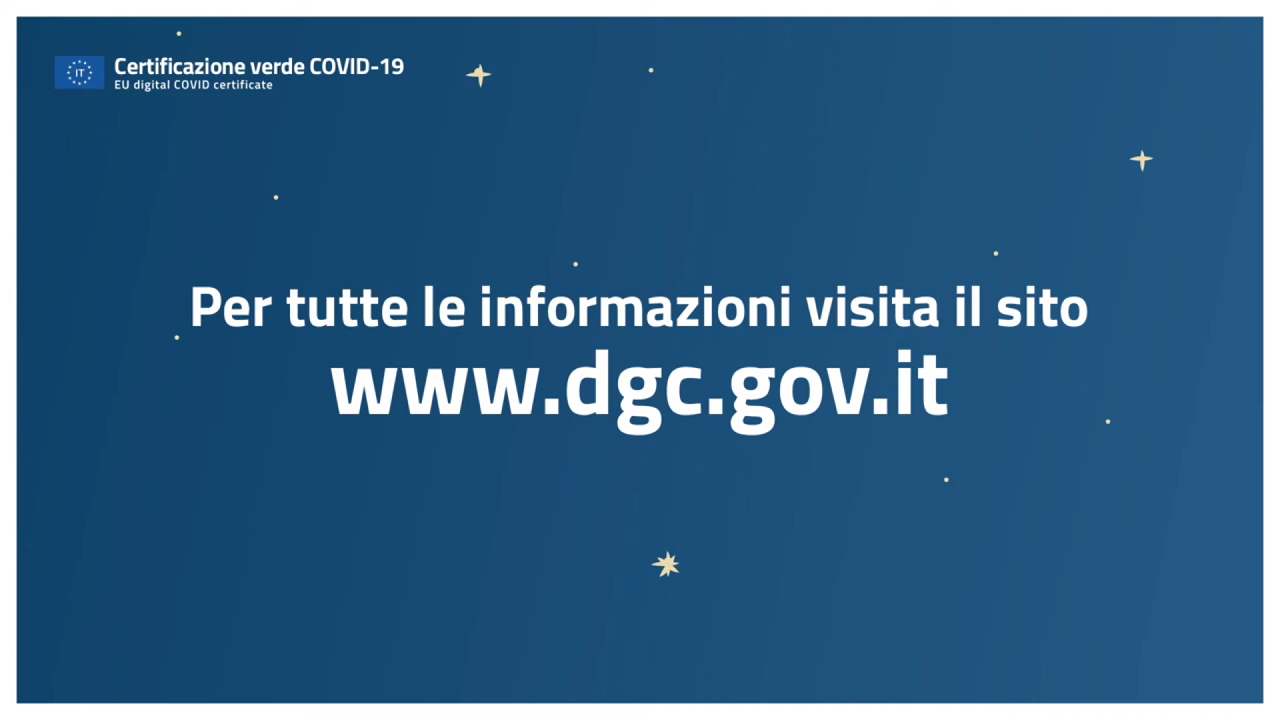 IT
Certificazione verde COVID-19
EU digital COVID certificate
Per tutte le informazioni visita il sito
www.dgc.gov.it